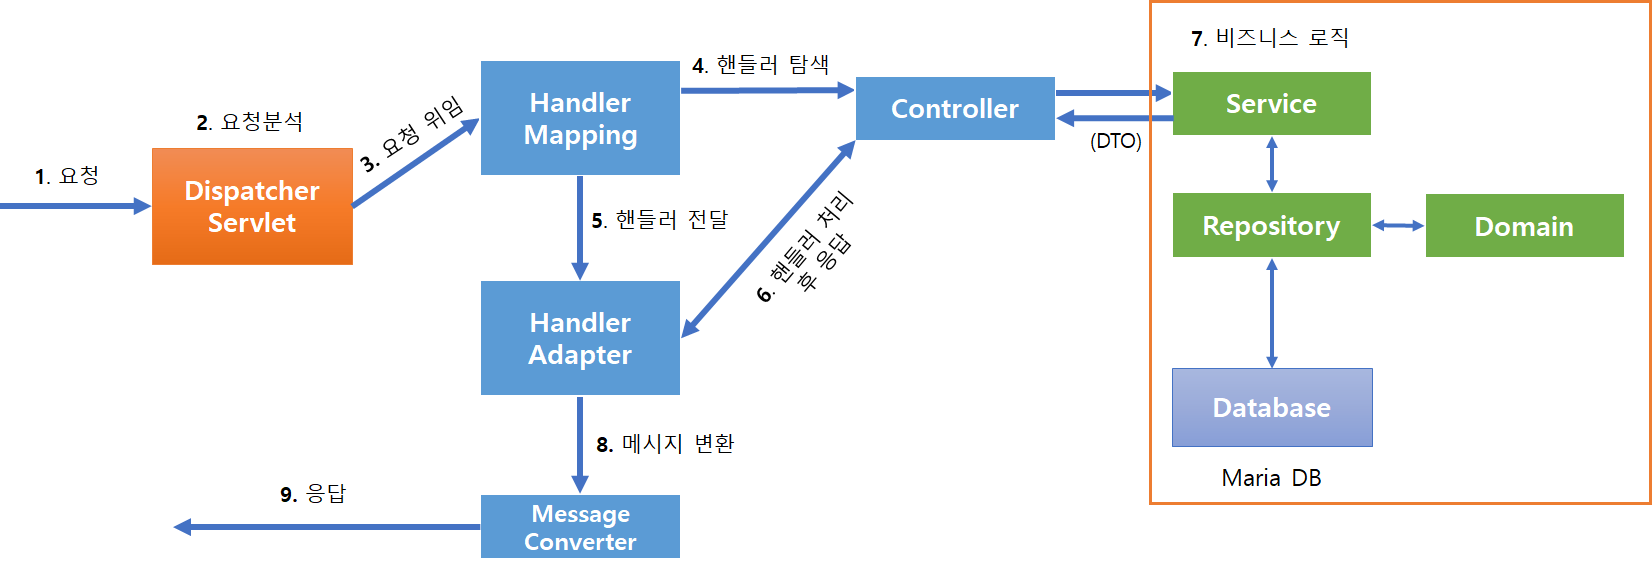 1. 요청
2. 요청분석
Dispatcher
Servlet
3. 요청 위임
Handler
Mapping
4. 핸들러 탐색
Controller
5. 핸들러 전달
Handler
Adapter
6. 핸들러 처리
후 응답
7. 비즈니스 로직
Service
(DTO)
Repository
Domain
Database
Maria DB
8. 메시지 변환
Message
Converter
9. 응답